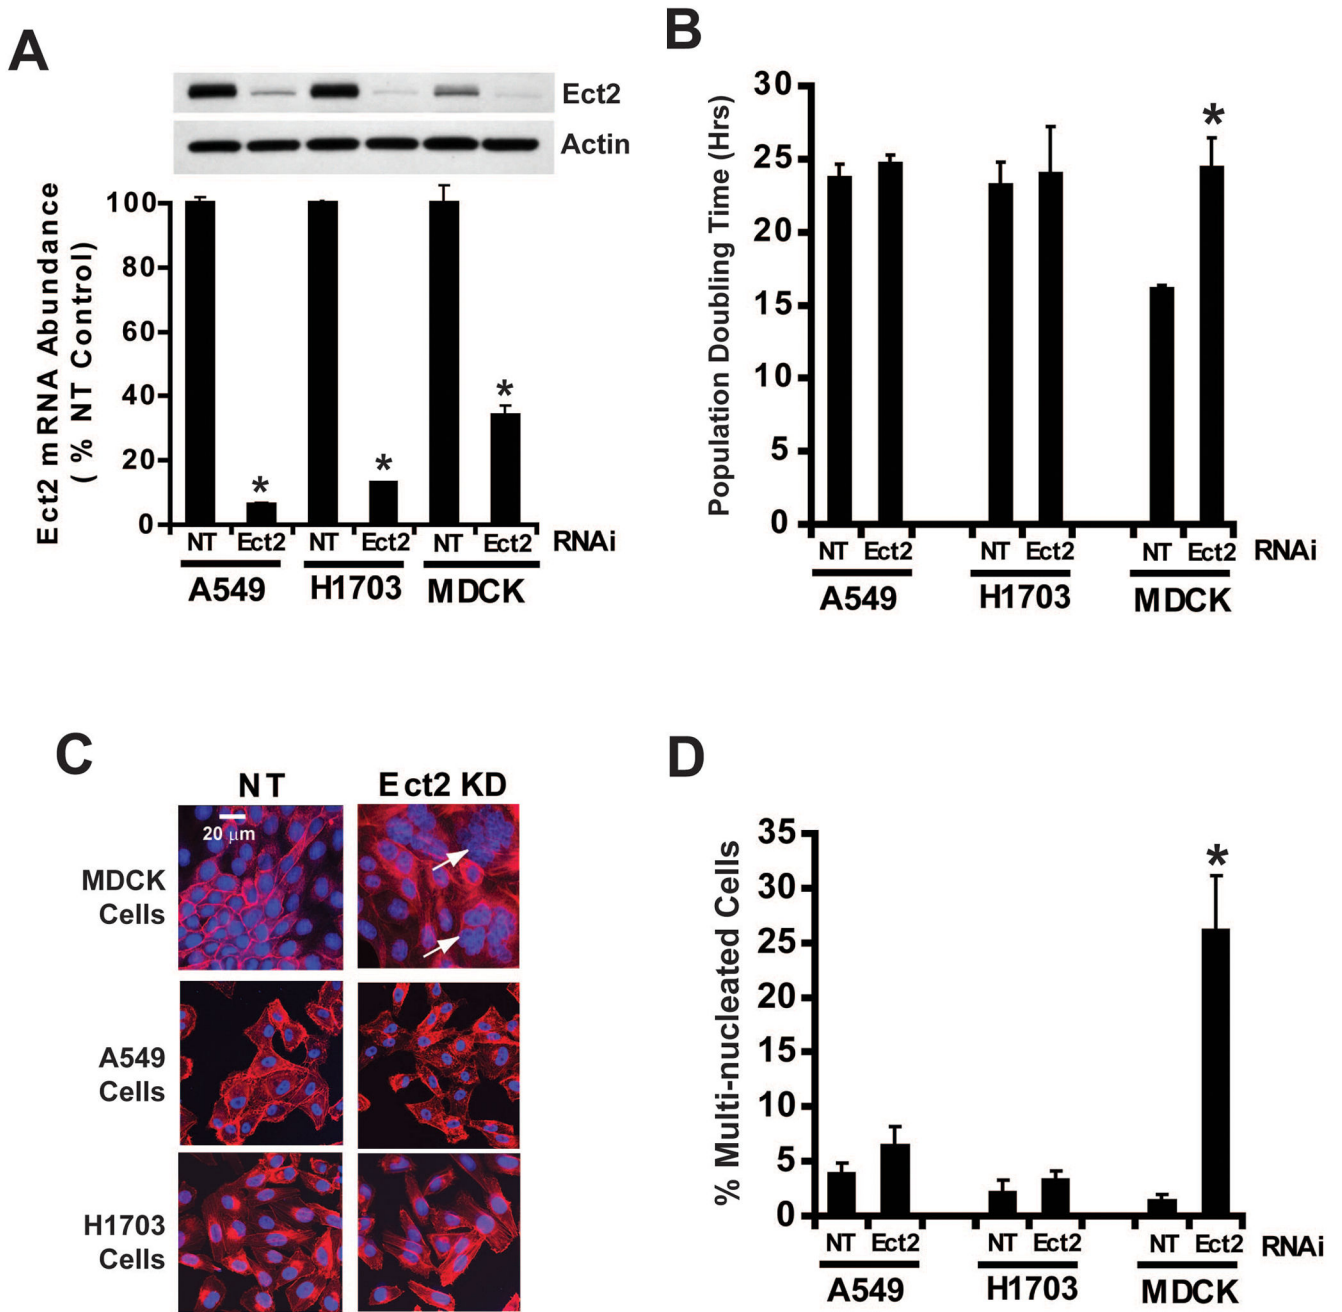 A
Ect2
Actin
Ect2 mRNA Abundance
( % NT Control)
100
80
60
40
20
0
*
*
*
NT Ect2 NT Ect2 NT Ect2 RNAi
A549 H1703 MDCK
B
Population Doubling Time (Hrs)
30
25
20
15
10
5
0
*
NT Ect2 NT Ect2 NT Ect2 RNAi
A549 H1703 MDCK
C
NT Ect2 KD
20 μm
MDCK
Cells
A549
Cells
H1703
Cells
D
% Multi-nucleated Cells
35
30
25
20
15
10
5
0
*
NT Ect2 NT Ect2 NT Ect2 RNAi
A549 H1703 MDCK